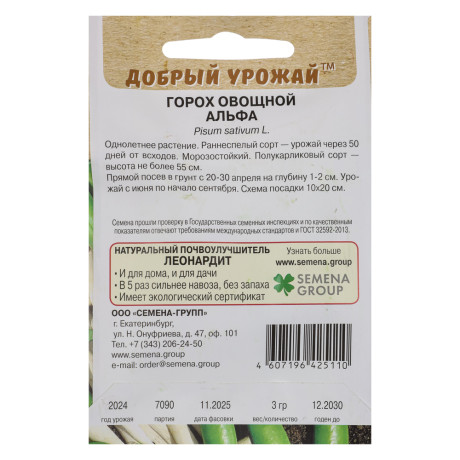 ДОБРЫЙ УРОЖАЙ™
ГОРОХ ОВОЩНОЙ
АЛЬФА
Pisum sativum L.
Однолетнее растение. Раннеспелый сорт — урожай через 50
дней от всходов. Морозостойкий. Полукарликовый сорт —
высота не более 55 см.
Прямой посев в грунт с 20-30 апреля на глубину 1-2 см. Уро-
жай с июня по начало сентября. Схема посадки 10х20 см.
Семена прошли проверку в Государственных семенных инспекциях и по качественным
показателям отвечают требованиям международных стандартов и ГОСТ 32592-2013.
НАТУРАЛЬНЫЙ ПОЧВОУЛУЧШИТЕЛЬ
ЛЕОНАРДИТ
• И для дома, и для дачи
• В 5 раз сильнее навоза, без запаха
• Имеет экологический сертификат
Узнать больше
www.semena.group
SEMENA
GROUP
ООО «СЕМЕНА-ГРУПП»
г. Екатеринбург,
ул. Н. Онуфриева, д. 47, оф. 101
Тел. +7 (343) 206-24-50
www.semena.group
e-mail: order@semena.group
4 607196 425110
2024 7090 11.2025 3 гр 12.2030
год урожая партия дата фасовки вес/количество годен до